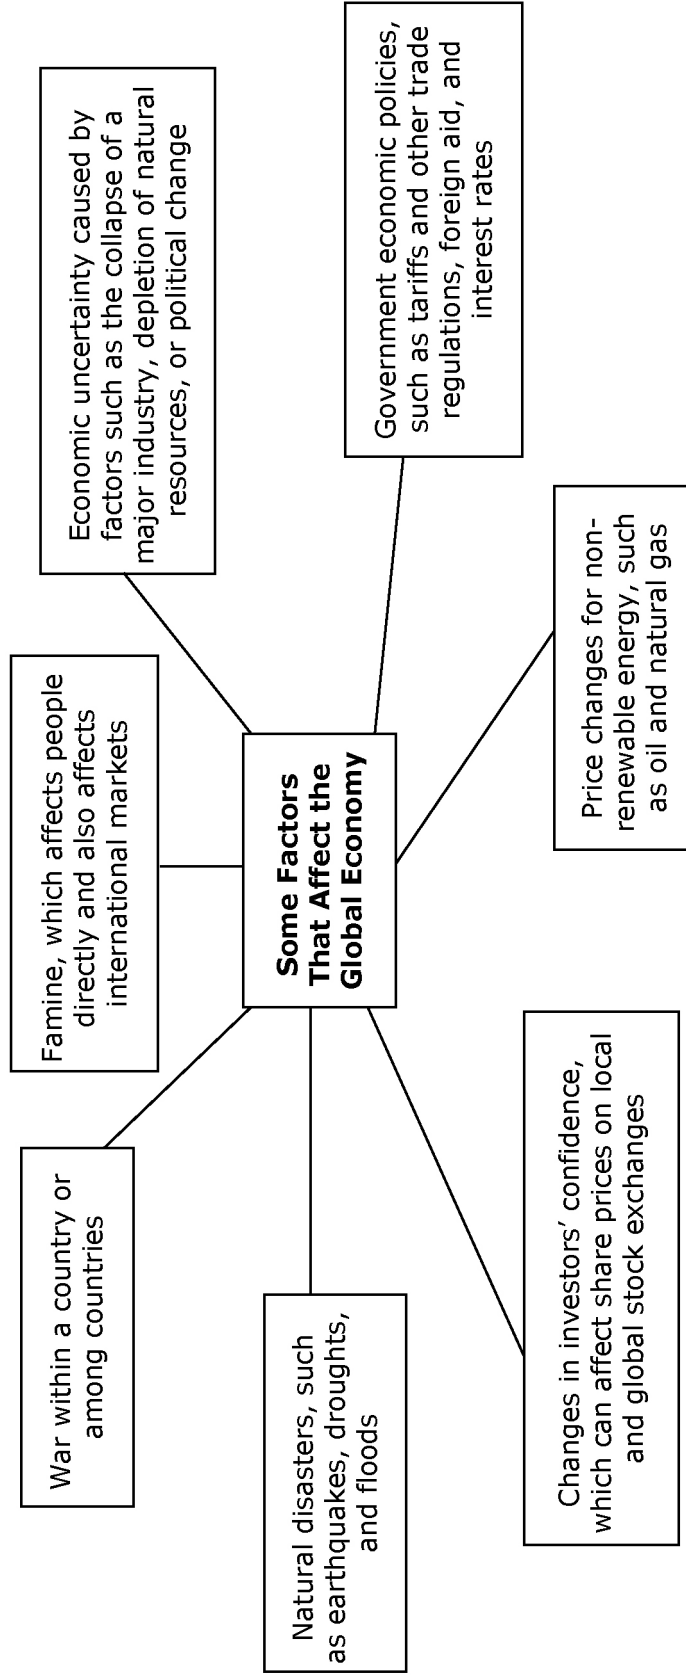 War within a country or
among countries
Famine, which affects people
directly and also affects
international markets
Economic uncertainty caused by
factors such as the collapse of a
major industry, depletion of natural
resources, or political change
Natural disasters, such
as earthquakes, droughts,
and floods
Some Factors
That Affect the
Global Economy
Government economic policies,
such as tariffs and other trade
regulations, foreign aid, and
interest rates
Changes in investors’ confidence,
which can affect share prices on local
and global stock exchanges
Price changes for non-
renewable energy, such
as oil and natural gas